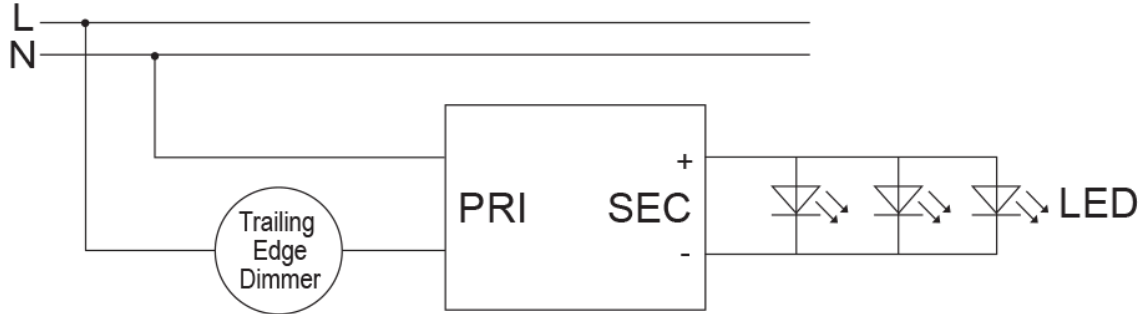 L
N
Trailing
Edge
Dimmer
PRI
SEC
+
-
LED